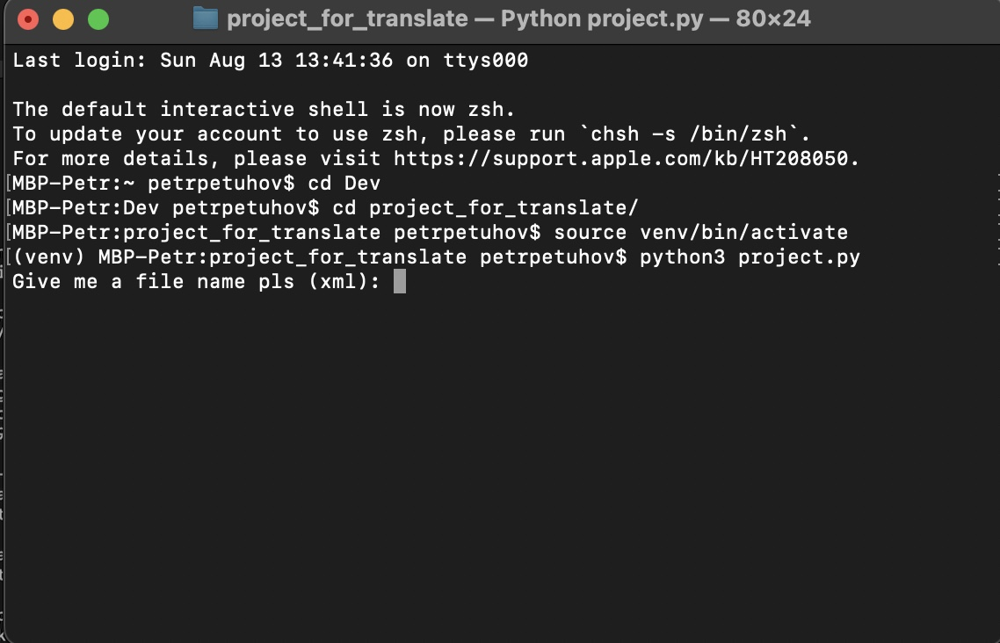 project_for_translate — Python project.py — 80×24
Last login: Sun Aug 13 13:41:36 on ttys000
The default interactive shell is now zsh.
To update your account to use zsh, please run `chsh -s /bin/zsh`.
For more details, please visit https://support.apple.com/kb/HT208050.
[MBP-Petr:~ petrpetuhov$ cd Dev
[MBP-Petr:Dev petrpetuhov$ cd project_for_translate/
[MBP-Petr:project_for_translate petrpetuhov$ source venv/bin/activate
[(venv) MBP-Petr:project_for_translate petrpetuhov$ python3 project.py
Give me a file name pls (xml):